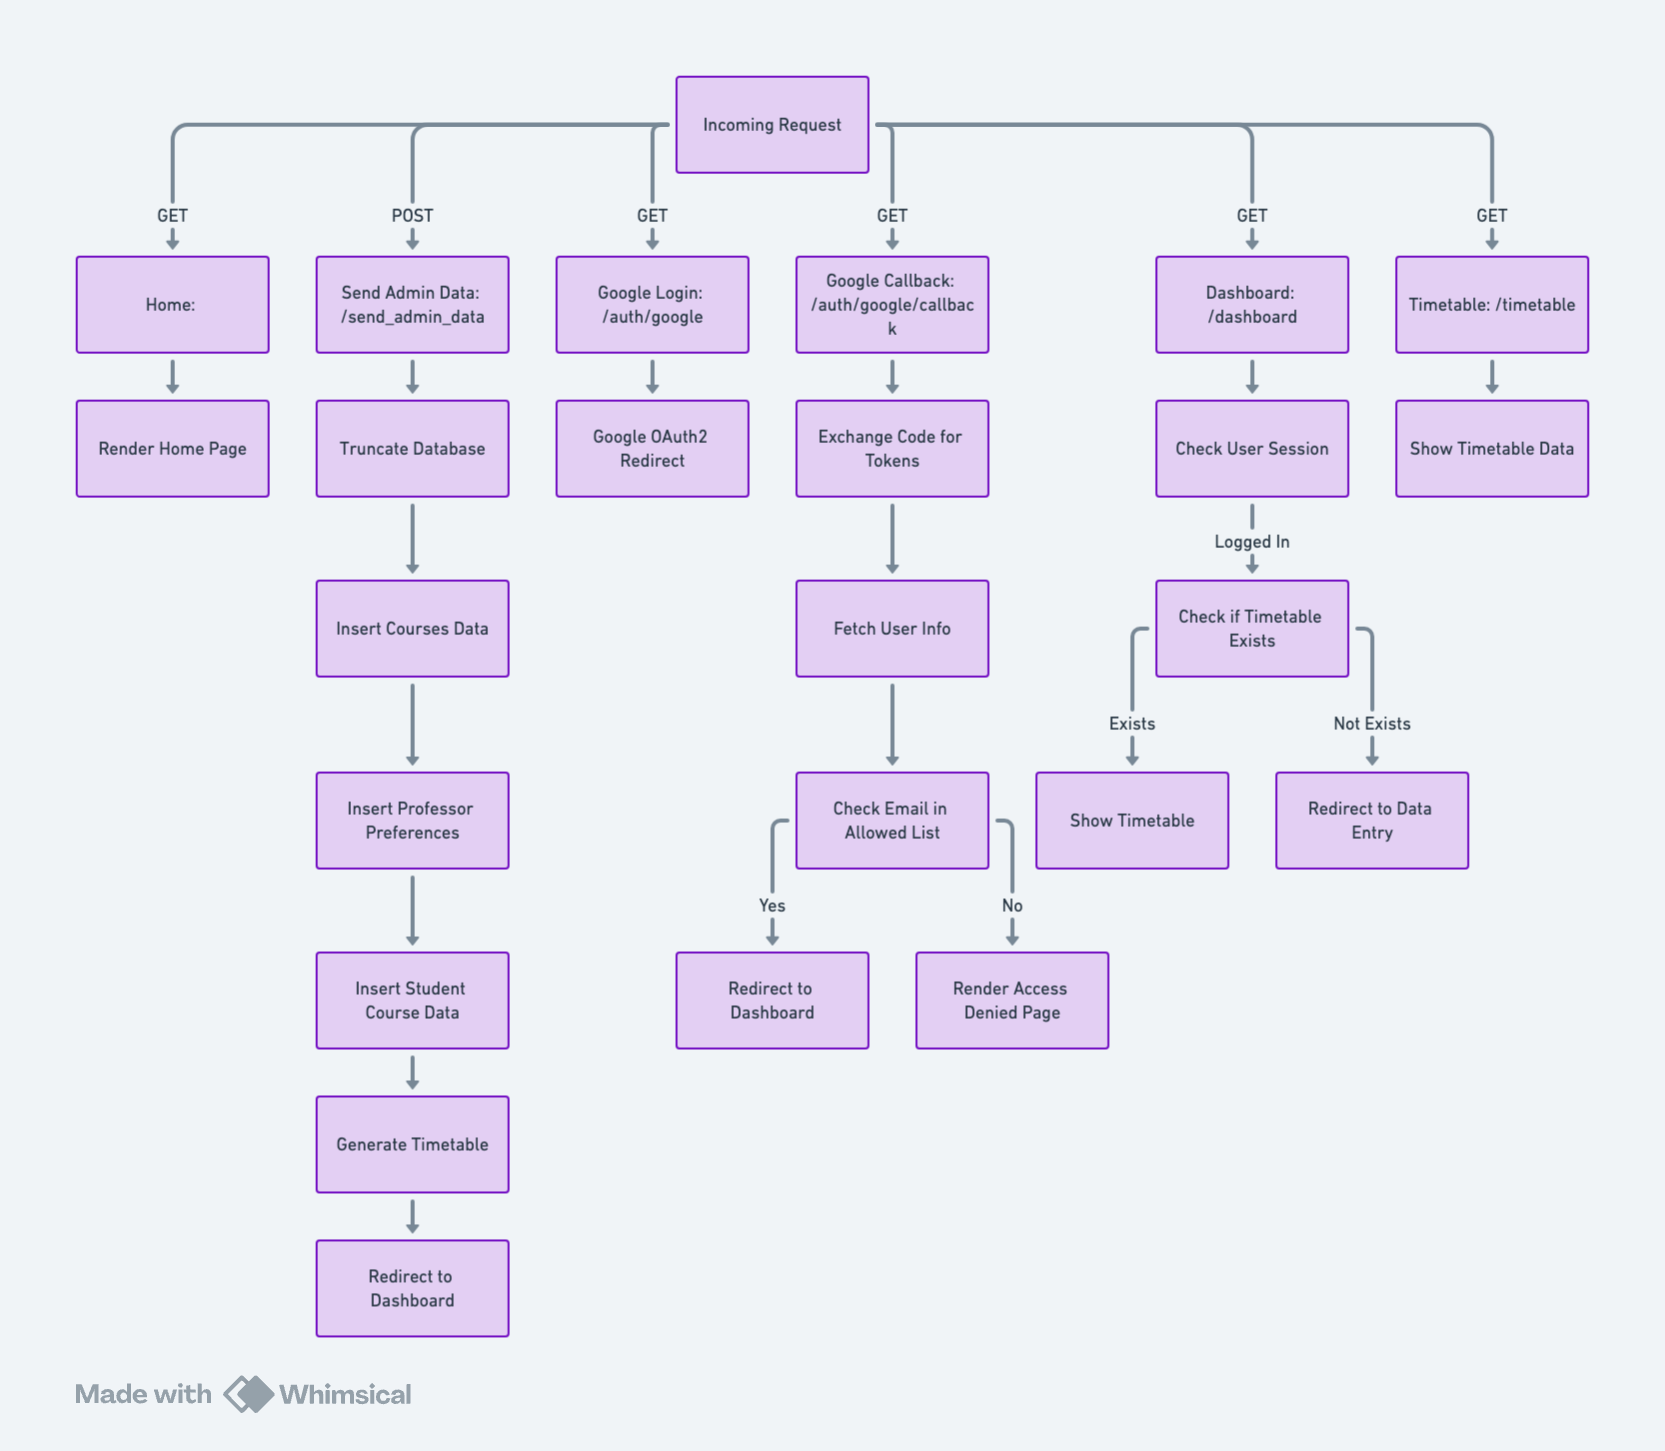 Incoming Request
GET
POST
GET
GET
GET
GET
Home:
Send Admin Data:
/send_admin_data
Google Login:
/auth/google
Google Callback:
/auth/google/callbac
k
Dashboard:
/dashboard
Timetable: /timetable
Render Home Page
Truncate Database
Google OAuth2
Redirect
Exchange Code for
Tokens
Check User Session
Show Timetable Data
Logged In
Insert Courses Data
Fetch User Info
Check if Timetable
Exists
Exists
Not Exists
Insert Professor
Preferences
Check Email in
Allowed List
Show Timetable
Redirect to Data
Entry
Yes
No
Insert Student
Course Data
Redirect to
Dashboard
Render Access
Denied Page
Generate Timetable
Redirect to
Dashboard
Made with Whimsical